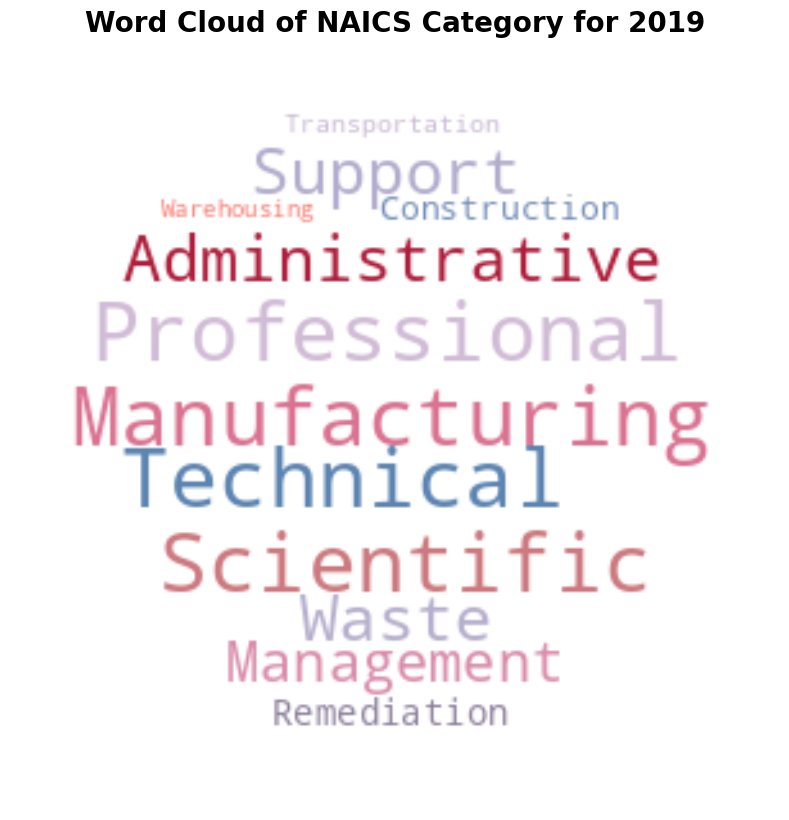 Word Cloud of NAICS Category for 2019
Transportation
Support
Warehousing Construction
Administrative
Professional
Manufacturing
Technical
Scientific
Waste
Management
Remediation